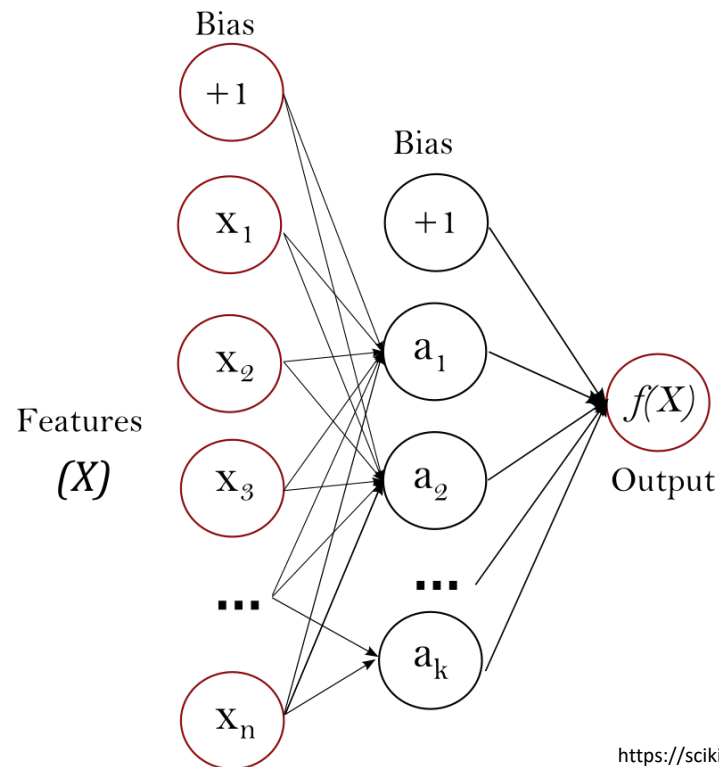 Bias
+1
Bias
x₁
+1
x₂
a₁
f(X)
Features
(X)
x₃
a₂
Output
...
...
aₖ
xₙ
https://sciki